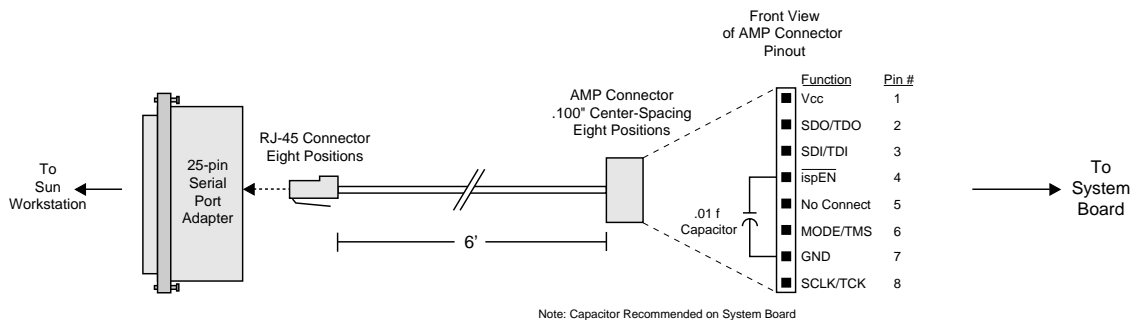 Front View
of AMP Connector
Pinout
Function Pin #
Vcc 1
SDO/TDO 2
SDI/TDI 3
ispEN 4
No Connect 5
MODE/TMS 6
GND 7
SCLK/TCK 8
AMP Connector
.100" Center-Spacing
Eight Positions
RJ-45 Connector
Eight Positions
25-pin
Serial
Port
Adapter
To
Sun
Workstation
.01 f
Capacitor
6'
To
System
Board
Note: Capacitor Recommended on System Board